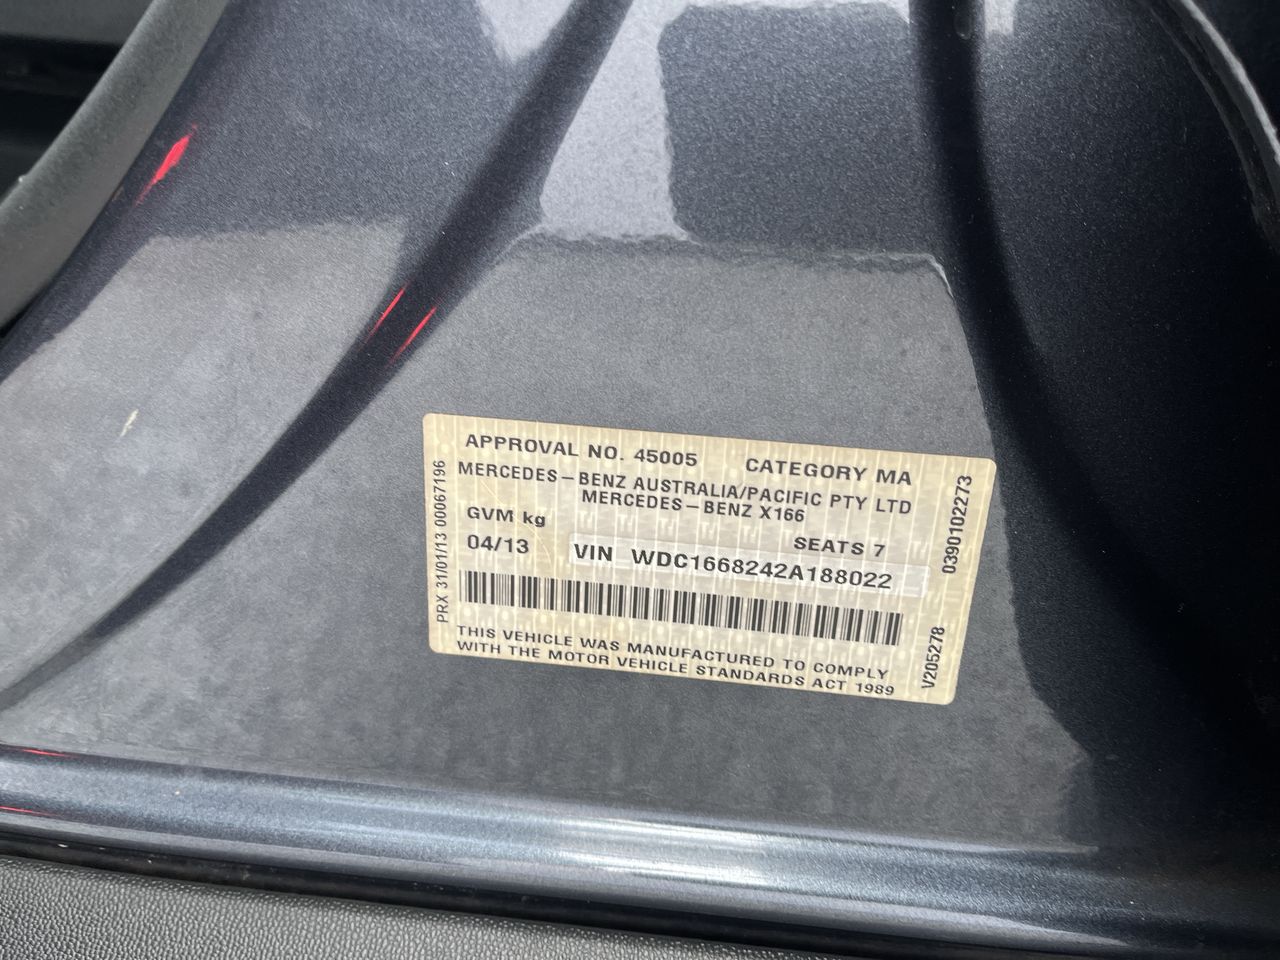 APPROVAL NO. 45005 CATEGORY MA
MERCEDES-BENZ AUSTRALIA/PACIFIC PTY LTD
MERCEDES-BENZ X166
GVM kg SEATS 7
04/13 VIN WDC1668242A188022
THIS VEHICLE WAS MANUFACTURED TO COMPLY
WITH THE MOTOR VEHICLE STANDARDS ACT 1989
PRX 31/01/13 00067196
0390102273
V205278